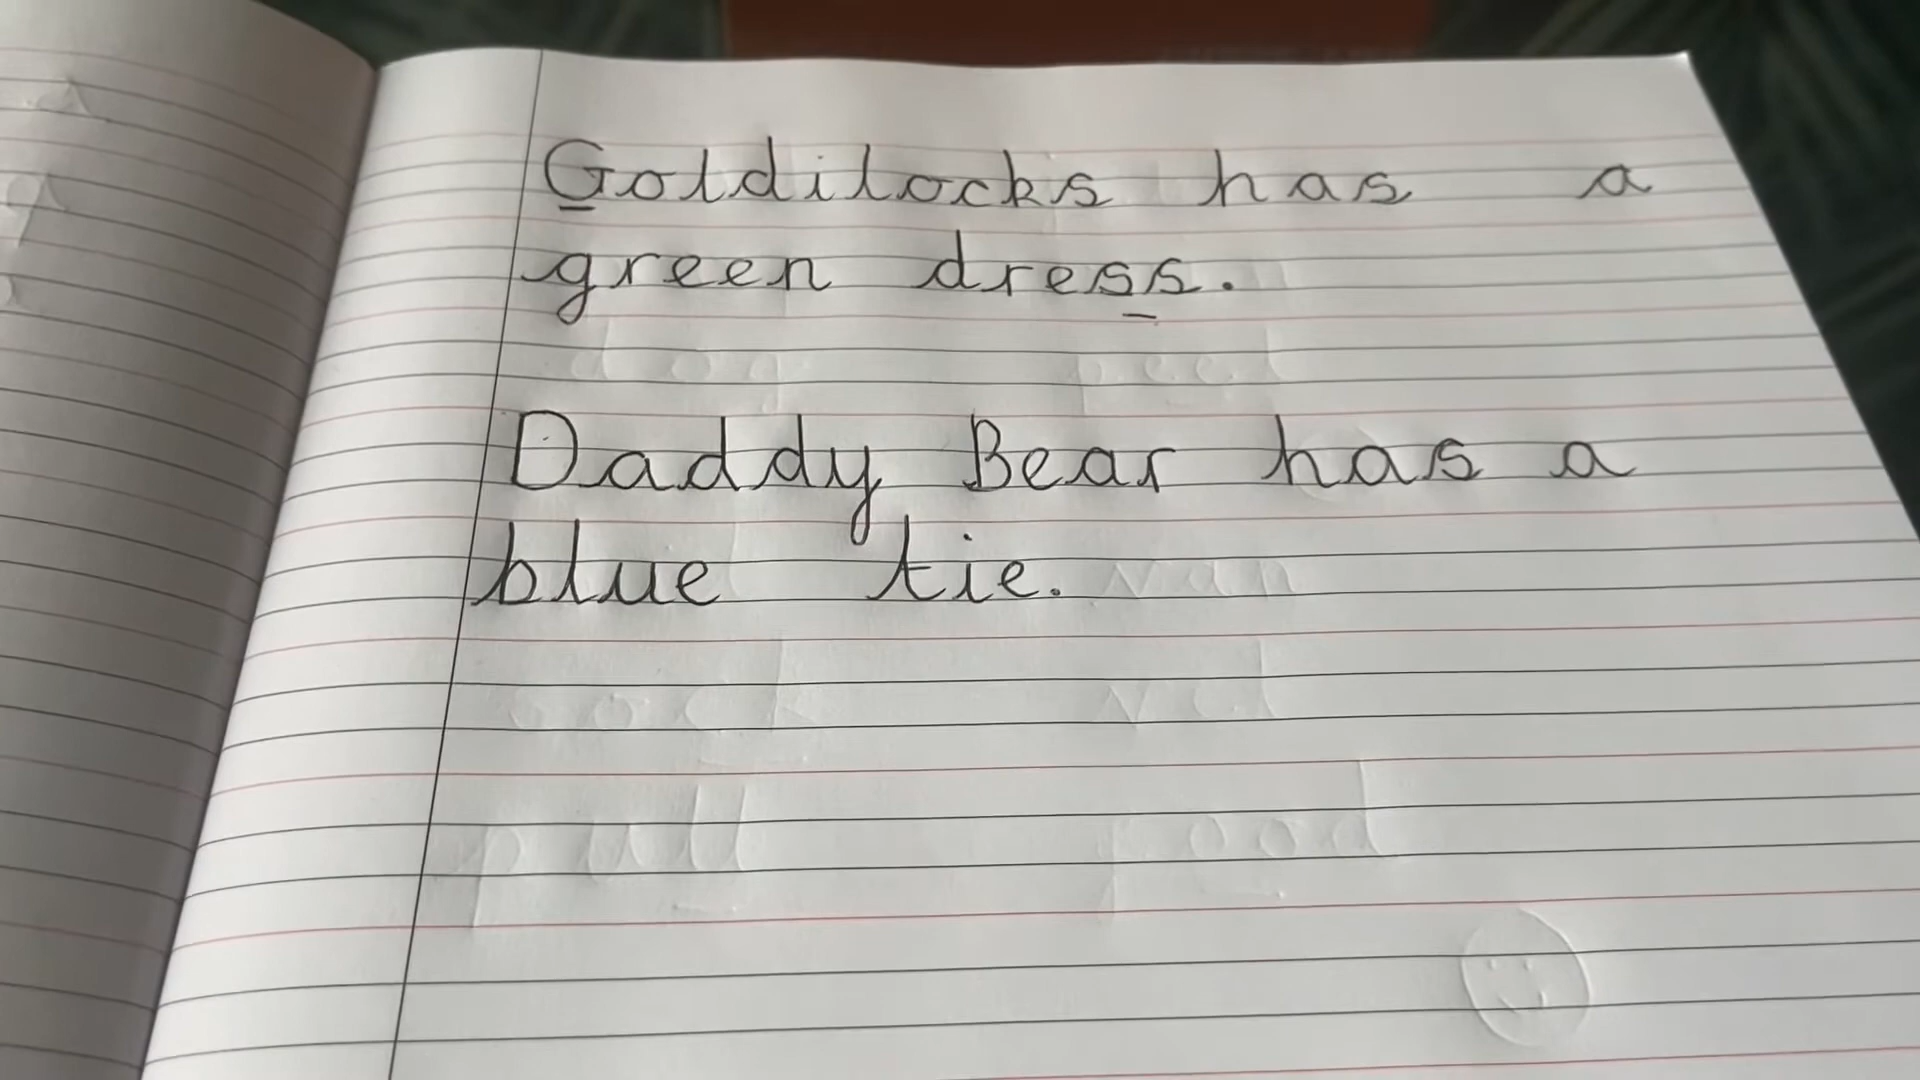 Goldilocks has a
green dress.
Daddy Bear has a
blue tie.